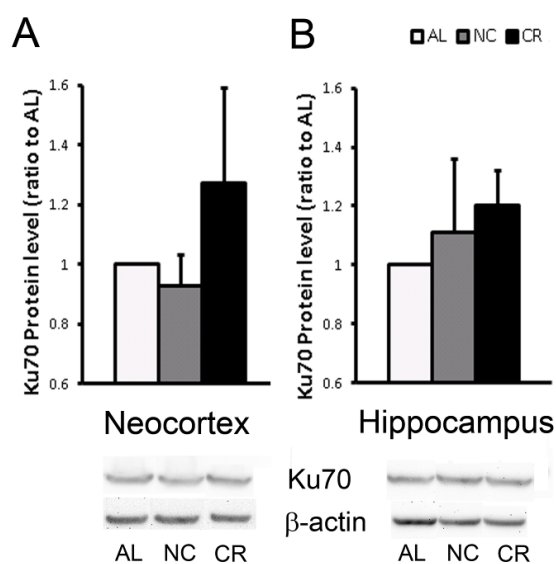 A
B
AL NC CR
Ku70 Protein level (ratio to AL)
1.6
1.4
1.2
1
0.8
0.6
Neocortex
Ku70 Protein level (ratio to AL)
1.6
1.4
1.2
1
0.8
0.6
Hippocampus
Ku70
β-actin
AL NC CR
AL NC CR